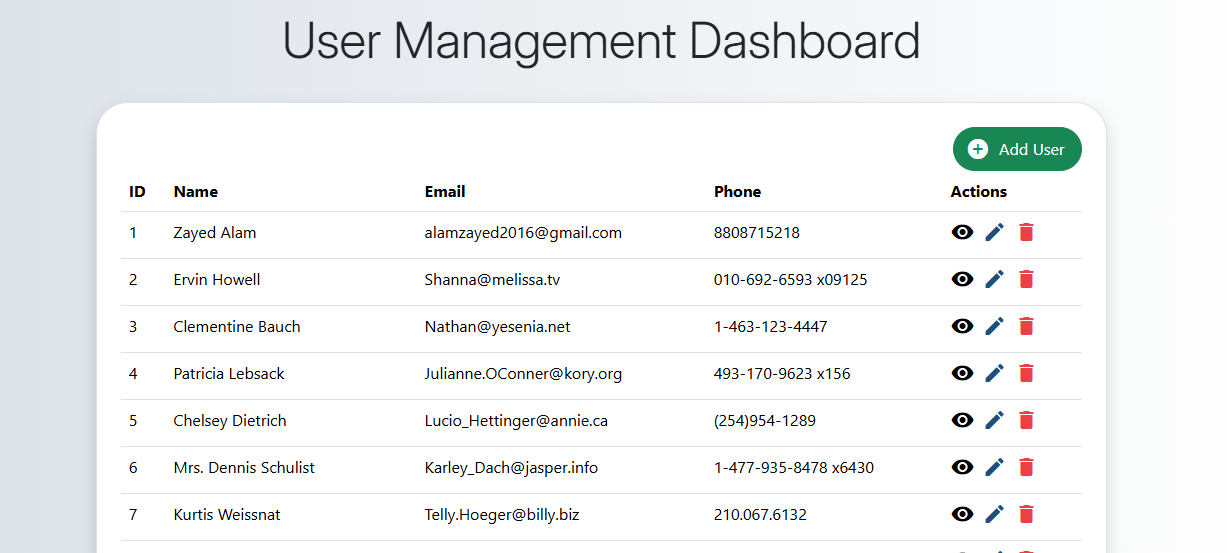 User Management Dashboard
Add User
ID Name Email Phone Actions
1 Zayed Alam alamzayed2016@gmail.com 8808715218
2 Ervin Howell Shanna@melissa.tv 010-692-6593 x09125
3 Clementine Bauch Nathan@yesenia.net 1-463-123-4447
4 Patricia Lebsack Julianne.OConner@kory.org 493-170-9623 x156
5 Chelsey Dietrich Lucio_Hettinger@annie.ca (254)954-1289
6 Mrs. Dennis Schulist Karley_Dach@jasper.info 1-477-935-8478 x6430
7 Kurtis Weissnat Telly.Hoeger@billy.biz 210.067.6132